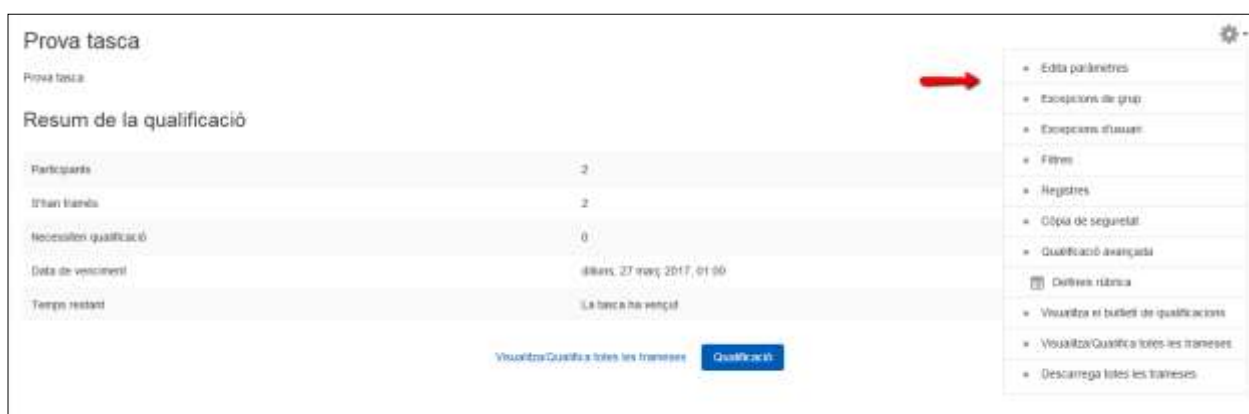 Prova tasca
Prova tasca
Resum de la qualificació
Participants 2
S'han tramès 2
Necessiten qualificació 0
Data de venciment dilluns, 27 març 2017, 01:00
Temps restant La tasca ha vençut
Visualitza/Qualifica totes les trameses Qualificació
Edita paràmetres
Excepcions de grup
Excepcions d'usuari
Filtres
Registres
Còpia de seguretat
Qualificació avançada
Defineix rúbrica
Visualitza el butlletí de qualificacions
Visualitza/Qualifica totes les trameses
Descarrega totes les trameses